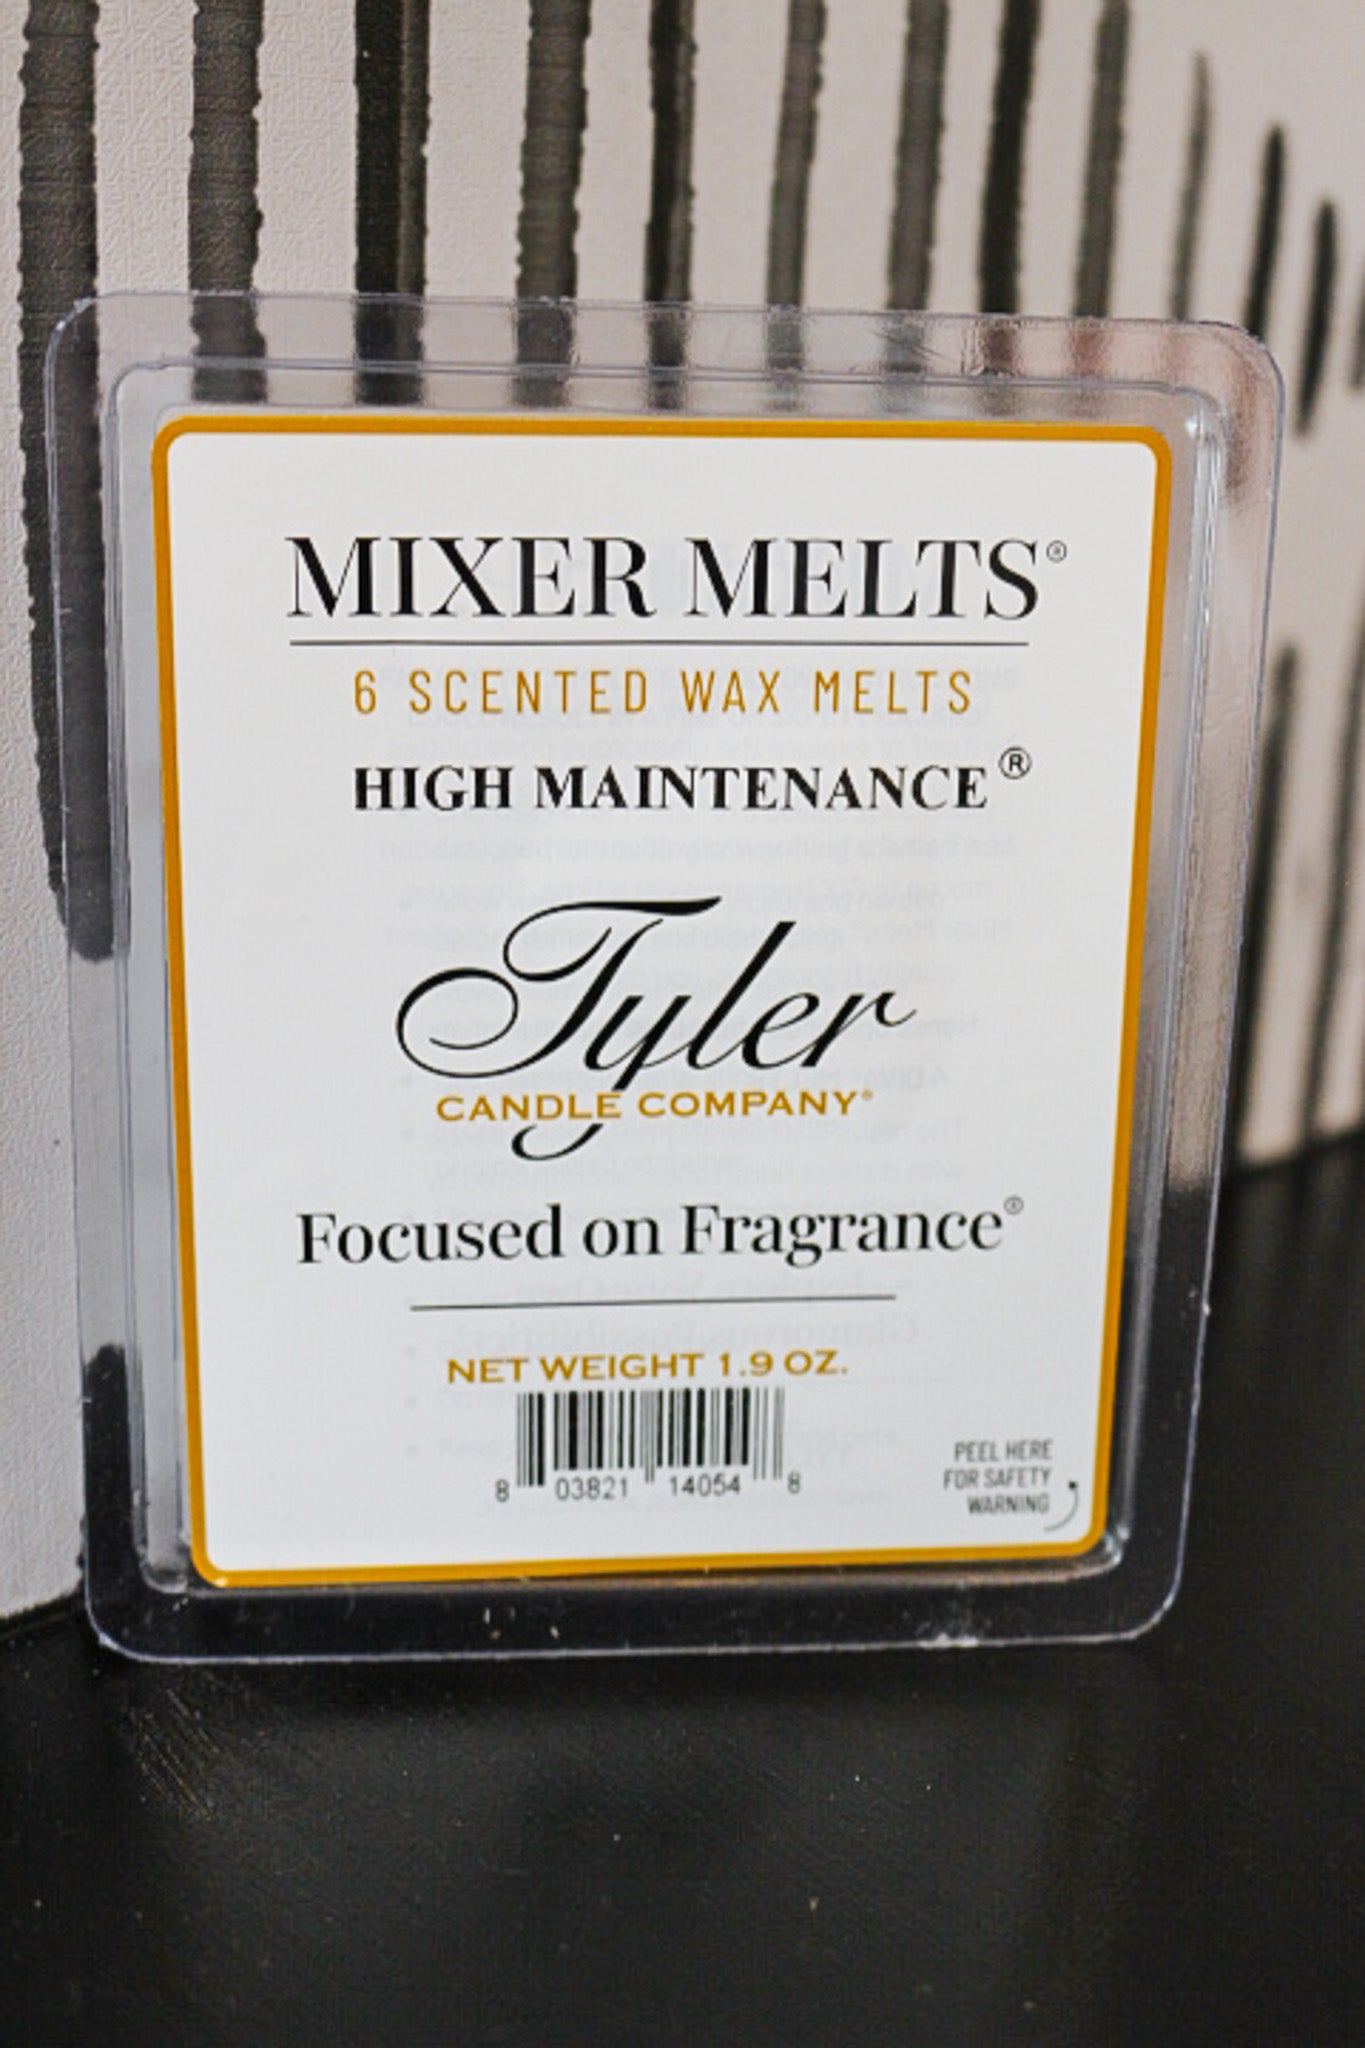 MIXER MELTS®
6 SCENTED WAX MELTS
HIGH MAINTENANCE®
Tyler
CANDLE COMPANY®
Focused on Fragrance®
NET WEIGHT 1.9 OZ.
8 03821 14054 8
PEEL HERE
FOR SAFETY
WARNING